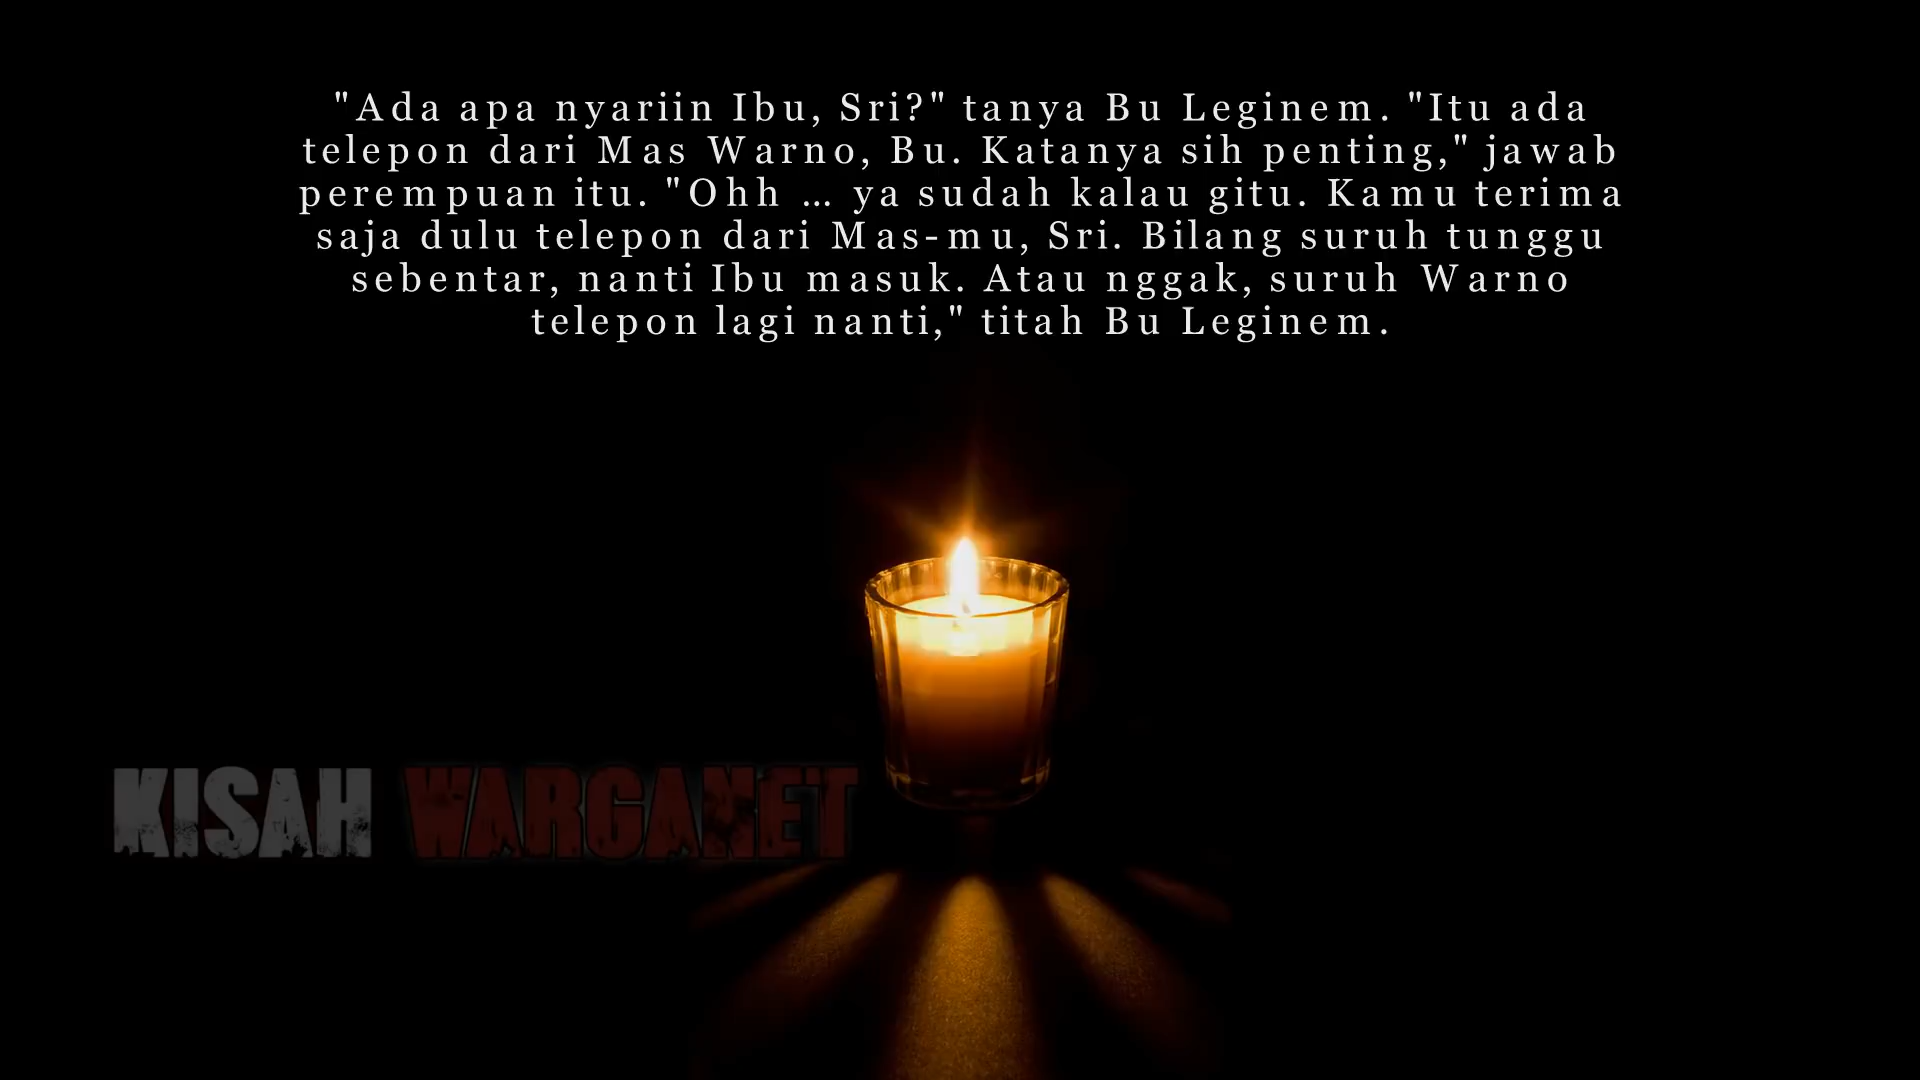 "Ada apa nyariin Ibu, Sri?" tanya Bu Leginem. "Itu ada
telepon dari Mas Warno, Bu. Katanya sih penting," jawab
perempuan itu. "Ohh ... ya sudah kalau gitu. Kamu terima
saja dulu telepon dari Mas-mu, Sri. Bilang suruh tunggu
sebentar, nanti Ibu masuk. Atau nggak, suruh Warno
telepon lagi nanti," titah Bu Leginem.
KISAH WARGANET